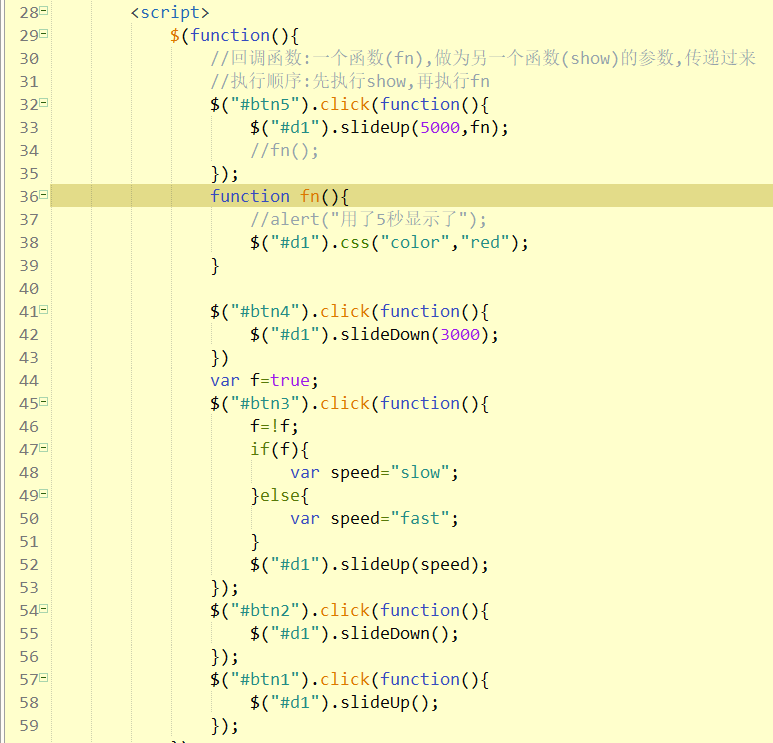 28 <script>
29 $(function(){
30 //回调函数:一个函数(fn),做为另一个函数(show)的参数,传递过来
31 //执行顺序:先执行show,再执行fn
32 $("#btn5").click(function(){
33 $("#d1").slideUp(5000,fn);
34 //fn();
35 });
36 function fn(){
37 //alert("用了5秒显示了");
38 $("#d1").css("color","red");
39 }
40
41 $("#btn4").click(function(){
42 $("#d1").slideDown(3000);
43 })
44 var f=true;
45 $("#btn3").click(function(){
46 f=!f;
47 if(f){
48 var speed="slow";
49 }else{
50 var speed="fast";
51 }
52 $("#d1").slideUp(speed);
53 });
54 $("#btn2").click(function(){
55 $("#d1").slideDown();
56 });
57 $("#btn1").click(function(){
58 $("#d1").slideUp();
59 });